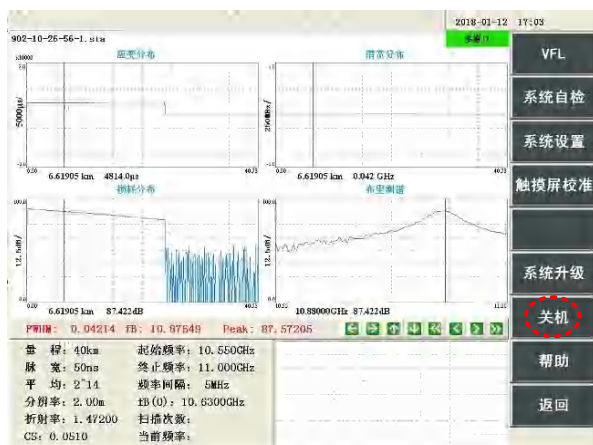 2018-01-12 17:03
902-10-26-56-1.sta
多窗口
VFL
应变分布
谱宽分布
系统自检
5000με/
250MHz/
系统设置
6.61905 km 4814.0με
6.61905 km 0.042 GHz
触摸屏校准
损耗分布
布里渊谱
系统升级
12.5dB/
12.5dB/
关机
6.61905 km 87.422dB
10.88000GHz 87.422dB
FWHM: 0.04214 fB: 10.87649 Peak: 87.57205
量 程: 40km 起始频率: 10.550GHz
帮助
脉 宽: 50ns 终止频率: 11.000GHz
平 均: 2^14 频率间隔: 5MHz
分辨率: 2.00m fB(0): 10.6300GHz
返回
折射率: 1.47200 扫描次数:
CS: 0.0510 当前频率: